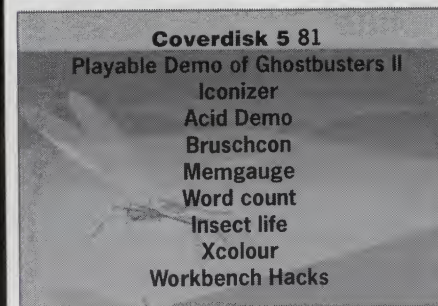 Coverdisk 5 81
Playable Demo of Ghostbusters II
Iconizer
Acid Demo
Bruschcon
Memgauge
Word count
Insect life
Xcolour
Workbench Hacks